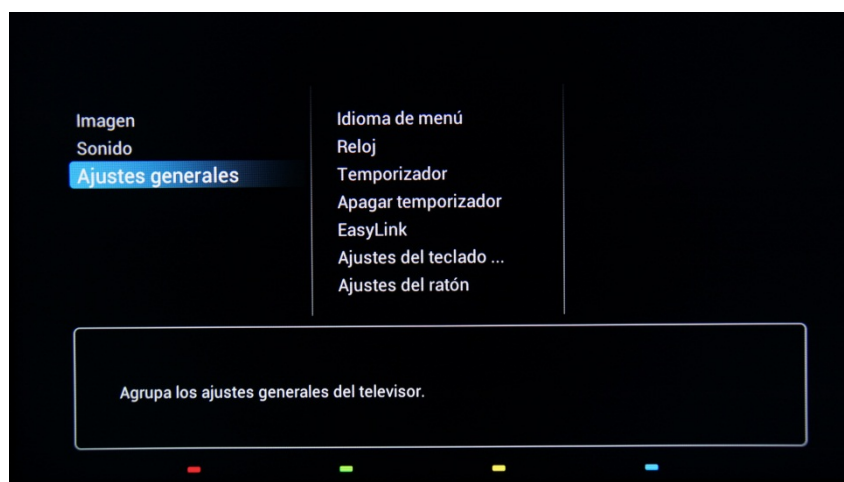 Imagen
Sonido
Ajustes generales
Idioma de menú
Reloj
Temporizador
Apagar temporizador
EasyLink
Ajustes del teclado ...
Ajustes del ratón
Agrupa los ajustes generales del televisor.